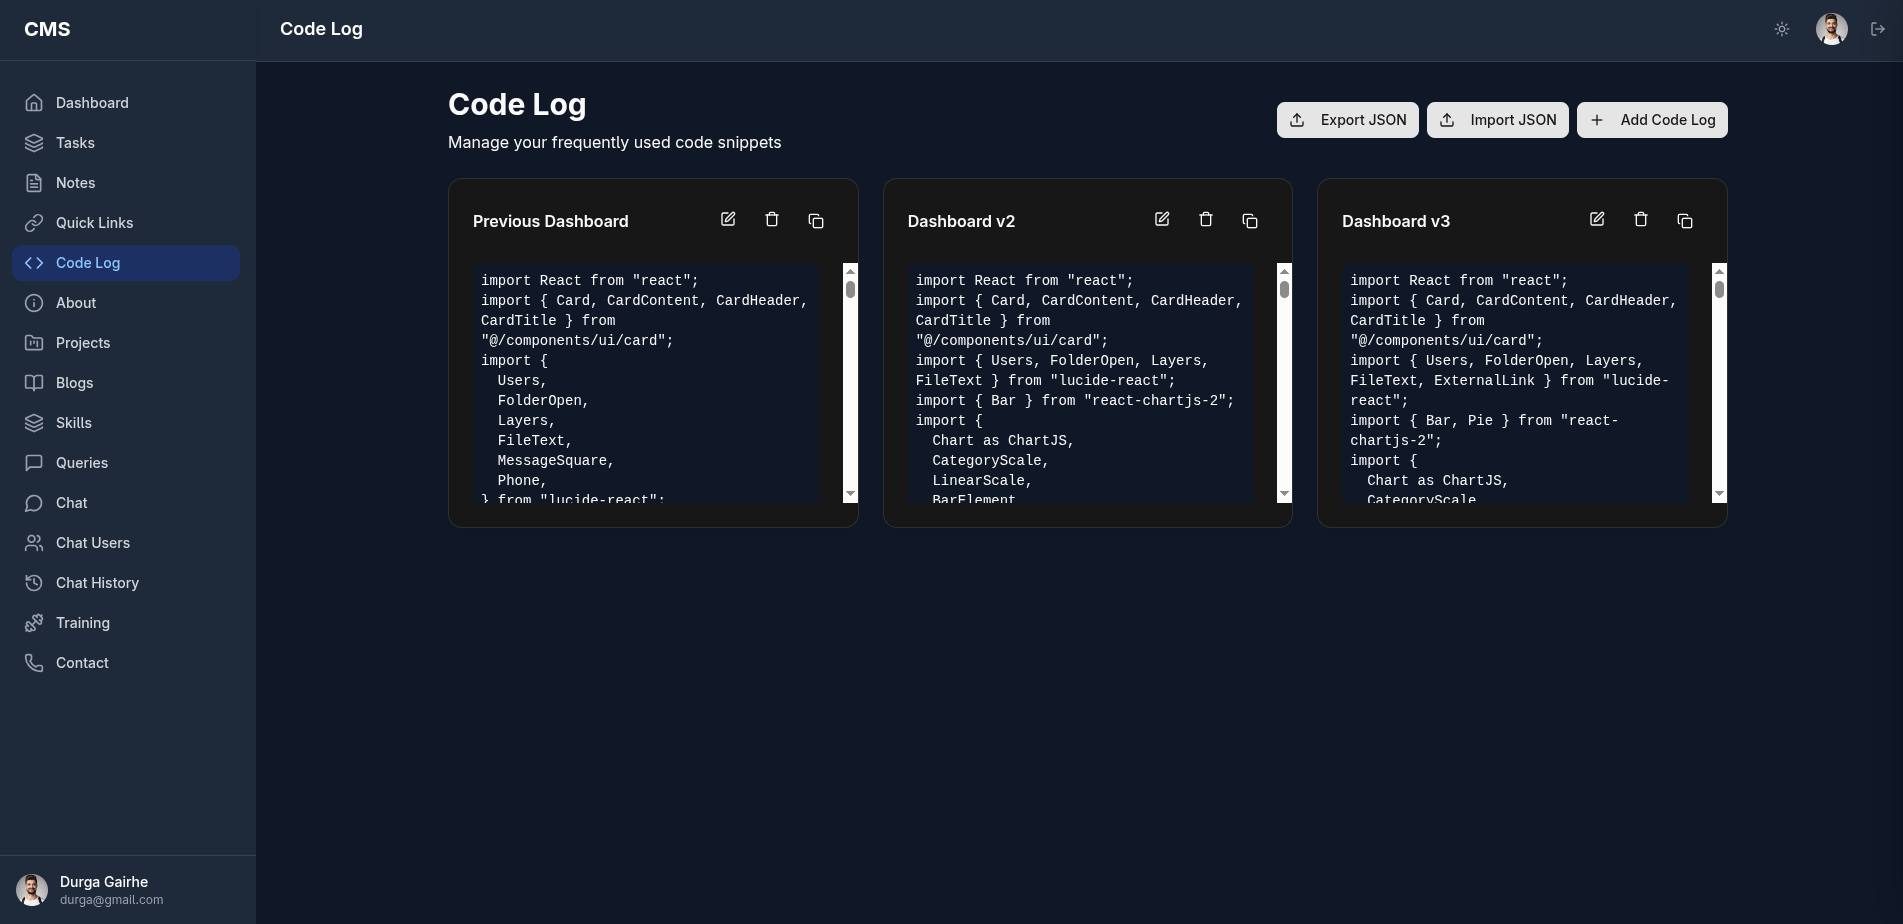 CMS
Code Log
Dashboard
Tasks
Notes
Quick Links
Code Log
About
Projects
Blogs
Skills
Queries
Chat
Chat Users
Chat History
Training
Contact
Durga Gairhe
durga@gmail.com
Code Log
Manage your frequently used code snippets
Export JSON
Import JSON
Add Code Log
Previous Dashboard
import React from "react";
import { Card, CardContent, CardHeader,
CardTitle } from
"@/components/ui/card";
import {
  Users,
  FolderOpen,
  Layers,
  FileText,
  MessageSquare,
  Phone,
} from "lucide-react";
Dashboard v2
import React from "react";
import { Card, CardContent, CardHeader,
CardTitle } from
"@/components/ui/card";
import { Users, FolderOpen, Layers,
FileText } from "lucide-react";
import { Bar } from "react-chartjs-2";
import {
  Chart as ChartJS,
  CategoryScale,
  LinearScale,
  BarElement
Dashboard v3
import React from "react";
import { Card, CardContent, CardHeader,
CardTitle } from
"@/components/ui/card";
import { Users, FolderOpen, Layers,
FileText, ExternalLink } from "lucide-
react";
import { Bar, Pie } from "react-
chartjs-2";
import {
  Chart as ChartJS,
  CategoryScale